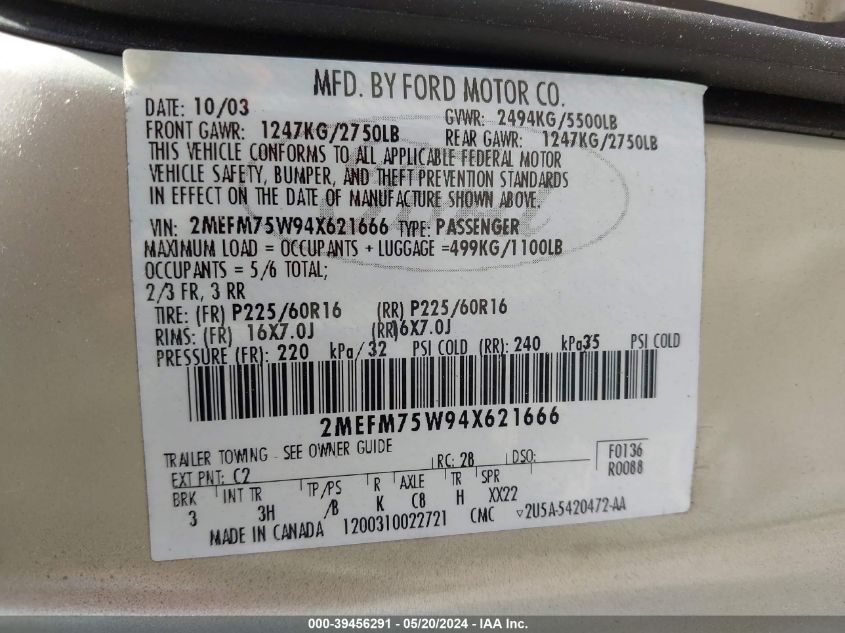 MFD. BY FORD MOTOR CO.
DATE: 10/03 GVWR: 2494KG/5500LB
FRONT GAWR: 1247KG/2750LB REAR GAWR: 1247KG/2750LB
THIS VEHICLE CONFORMS TO ALL APPLICABLE FEDERAL MOTOR
VEHICLE SAFETY, BUMPER, AND THEFT PREVENTION STANDARDS
IN EFFECT ON THE DATE OF MANUFACTURE SHOWN ABOVE.
VIN: 2MEFM75W94X621666 TYPE: PASSENGER
MAXIMUM LOAD = OCCUPANTS + LUGGAGE =499KG/1100LB
OCCUPANTS = 5/6 TOTAL;
2/3 FR, 3 RR
TIRE: (FR) P225/60R16 (RR) P225/60R16
RIMS: (FR) 16X7.0J (RR)16X7.0J
PRESSURE (FR): 220 kPa/32 PSI COLD (RR): 240 kPa35 PSI COLD
2MEFM75W94X621666
TRAILER TOWING - SEE OWNER GUIDE
EXT PNT: C2 RC: 28 DSO: F0136
R0088
BRK INT TR TP/PS R AXLE TR SPR
3 3H /B K C8 H XX22
MADE IN CANADA 1200310022721 CMC ▽2U5A-5420472-AA
000-39456291 - 05/20/2024 - IAA Inc.